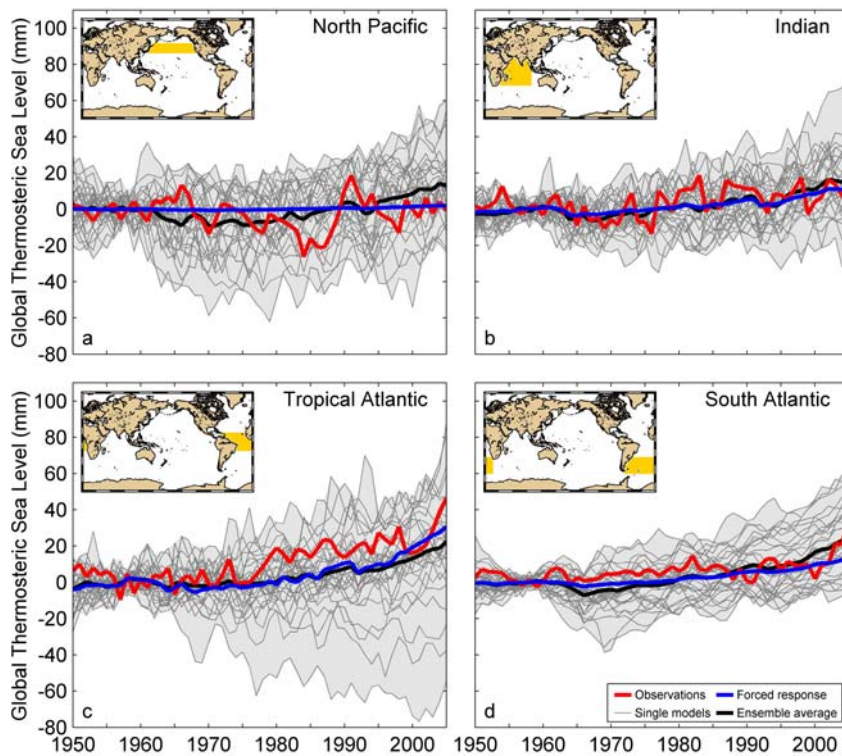 North Pacific
Indian
Global Thermosteric Sea Level (mm)
100
80
60
40
20
0
-20
-40
-60
-80
a
b
Tropical Atlantic
South Atlantic
Global Thermosteric Sea Level (mm)
100
80
60
40
20
0
-20
-40
-60
-80
c
d
Observations
Forced response
Single models
Ensemble average
1950 1960 1970 1980 1990 2000
1950 1960 1970 1980 1990 2000